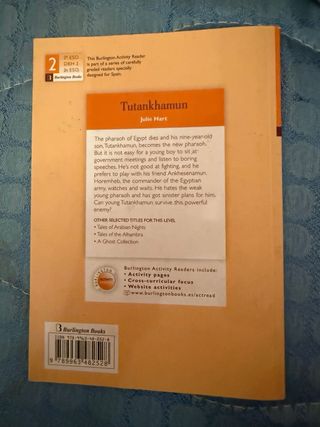 2
2º ESO
DBH 2
2n ESO
Burlington Books
This Burlington Activity Reader
is part of a series of carefully
graded readers specially
designed for Spain.
Tutankhamun
Julie Hart
The pharaoh of Egypt dies and his nine-year-old
son, Tutankhamun, becomes the new pharaoh.
But it is not easy for a young boy to sit at
government meetings and listen to boring
speeches. He's not good at fighting, and he
prefers to play with his friend Ankhesenamun.
Horemheb, the commander of the Egyptian
army, watches and waits. He hates the weak
young pharaoh and has got sinister plans for him.
Can young Tutankhamun survive this powerful
enemy?
OTHER SELECTED TITLES FOR THIS LEVEL
• Tales of Arabian Nights
• Tales of the Alhambra
• A Ghost Collection
Burlington Activity Readers include:
• Activity pages
• Cross-curricular focus
• Website activities
www.burlingtonbooks.es/actread
Burlington Books
9 789963 482528